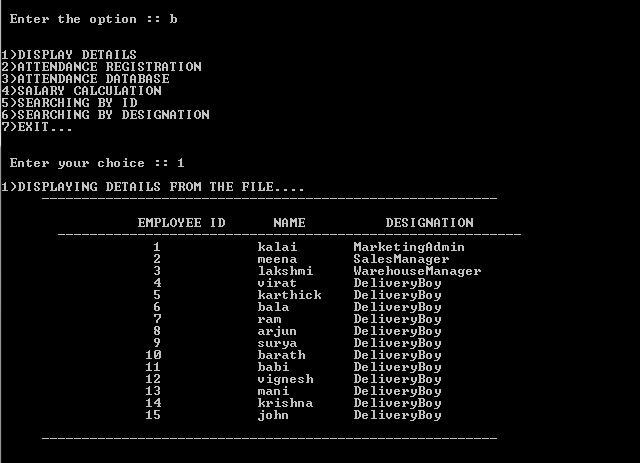 Enter the option :: b
1)DISPLAY DETAILS
2)ATTENDANCE REGISTRATION
3)ATTENDANCE DATABASE
4)SALARY CALCULATION
5)SEARCHING BY ID
6)SEARCHING BY DESIGNATION
7)EXIT...
Enter your choice :: 1
1)DISPLAYING DETAILS FROM THE FILE....
EMPLOYEE ID NAME DESIGNATION
1 kalai MarketingAdmin
2 meena SalesManager
3 lakshmi WarehouseManager
4 virat DeliveryBoy
5 karthick DeliveryBoy
6 bala DeliveryBoy
7 ram DeliveryBoy
8 arjun DeliveryBoy
9 surya DeliveryBoy
10 barath DeliveryBoy
11 babi DeliveryBoy
12 vignesh DeliveryBoy
13 mani DeliveryBoy
14 krishna DeliveryBoy
15 john DeliveryBoy